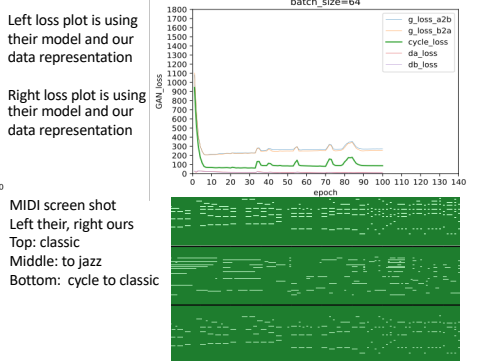 Left loss plot is using
their model and our
data representation
Right loss plot is using
their model and our
data representation
batch_size=64
GAN_loss
1800
1700
1600
1500
1400
1300
1200
1100
1000
900
800
700
600
500
400
300
200
100
0
g_loss_a2b
g_loss_b2a
cycle_loss
da_loss
db_loss
0 10 20 30 40 50 60 70 80 90 100 110 120 130 140
epoch
MIDI screen shot
Left their, right ours
Top: classic
Middle: to jazz
Bottom: cycle to classic